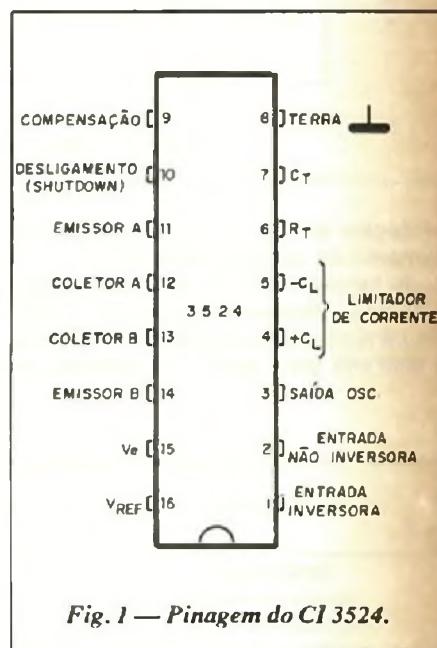 COMPENSAÇÃO 9
8 TERRA
DESLIGAMENTO
(SHUTDOWN) 10
7 CT
EMISSOR A 11
6 RT
COLETOR A 12
5 -CL
LIMITADOR
DE CORRENTE
3524
COLETOR B 13
4 +CL
EMISSOR B 14
3 SAÍDA OSC
Ve 15
2 ENTRADA
NÃO INVERSORA
VREF 16
1 ENTRADA
INVERSORA
Fig. 1 — Pinagem do CI 3524.